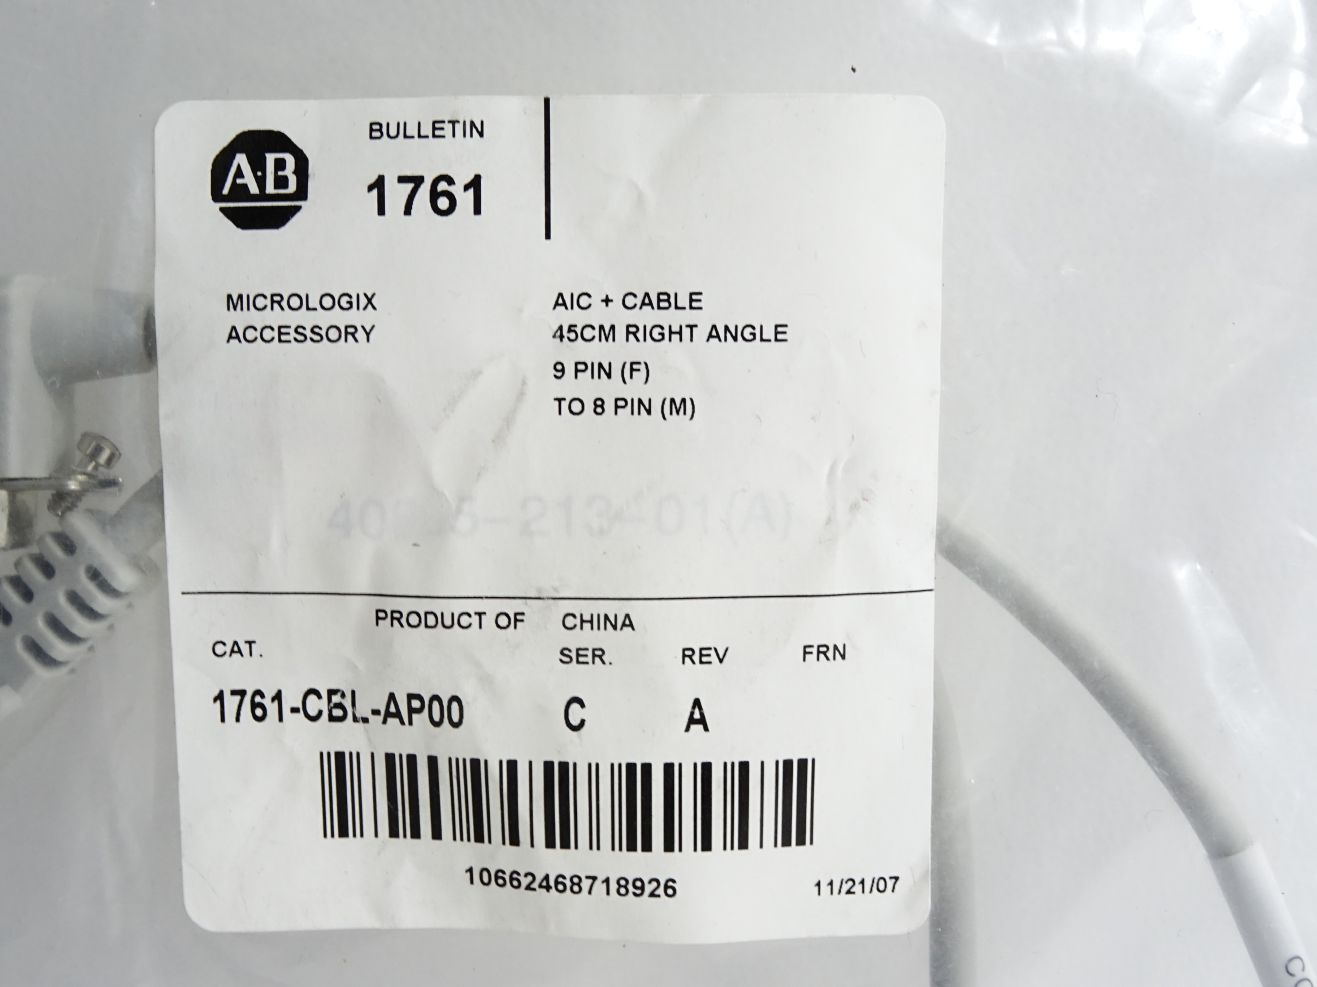 A·B
BULLETIN
1761
MICROLOGIX
ACCESSORY
AIC + CABLE
45CM RIGHT ANGLE
9 PIN (F)
TO 8 PIN (M)
PRODUCT OF CHINA
CAT. SER. REV FRN
1761-CBL-AP00 C A
10662468718926
11/21/07